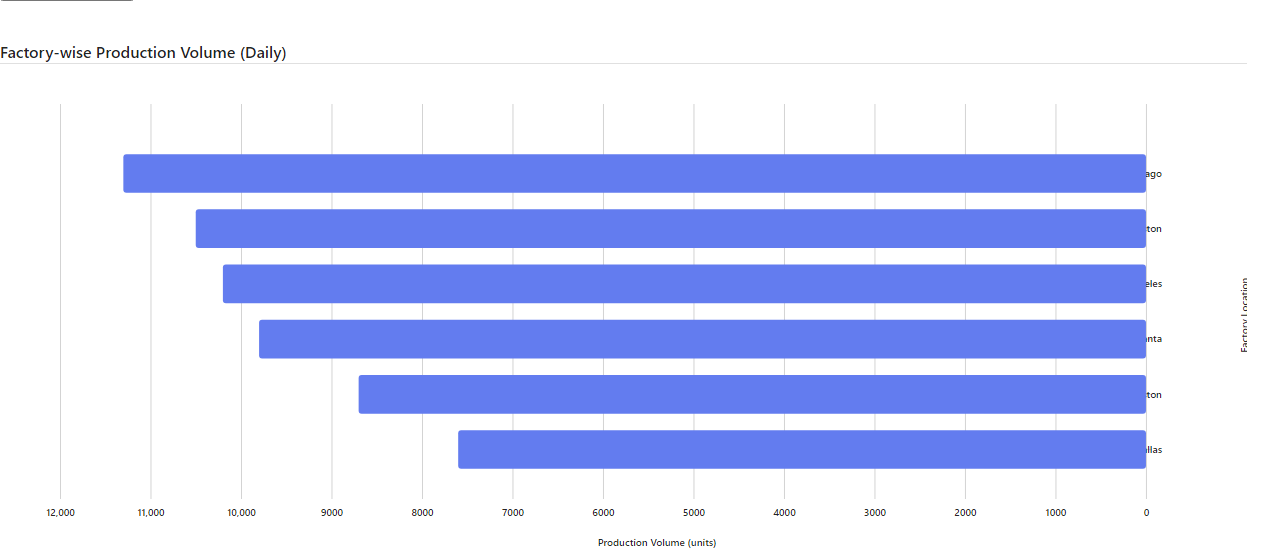 Factory-wise Production Volume (Daily)
ago
ton
eles
nta
ton
llas
Factory Location
12,000 11,000 10,000 9000 8000 7000 6000 5000 4000 3000 2000 1000 0
Production Volume (units)